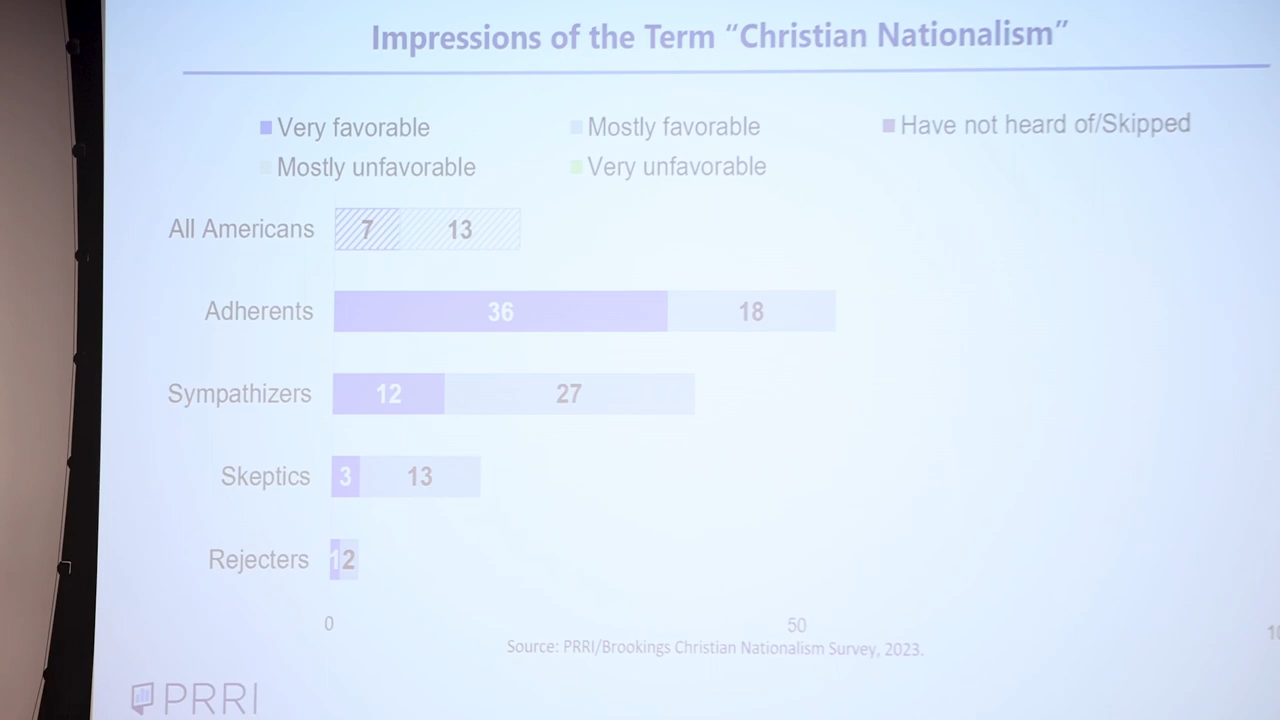 Impressions of the Term “Christian Nationalism”
Very favorable Mostly favorable Have not heard of/Skipped
Mostly unfavorable Very unfavorable
All Americans 7 13
Adherents 36 18
Sympathizers 12 27
Skeptics 3 13
Rejecters 1 2
0 50
Source: PRRI/Brookings Christian Nationalism Survey, 2023.
PRRI